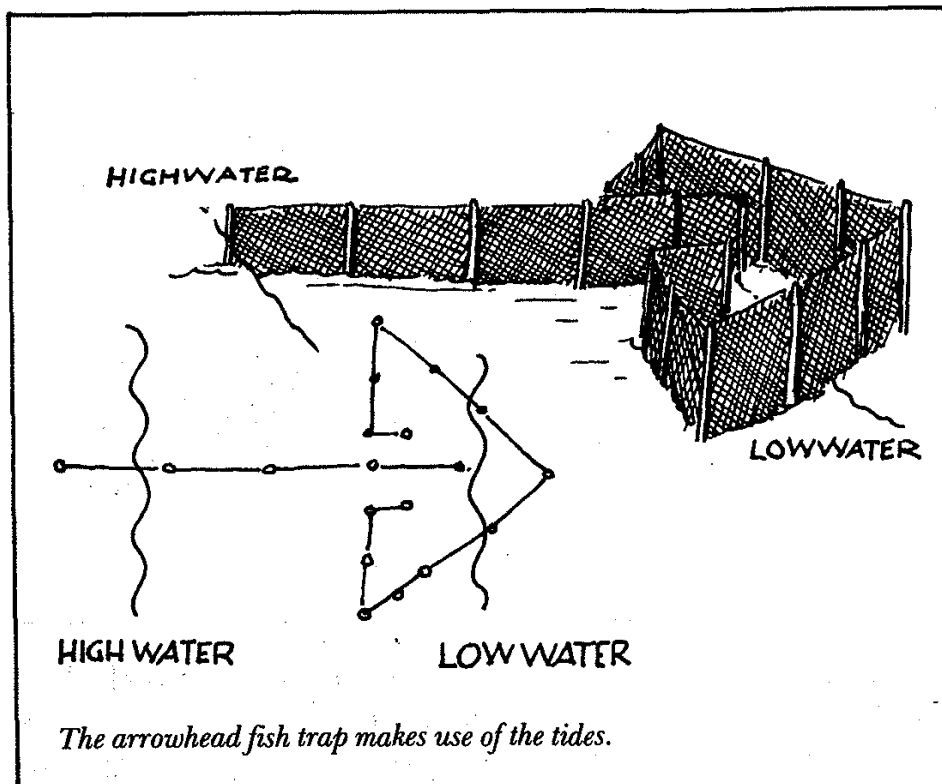 HIGHWATER
LOWWATER
HIGH WATER
LOW WATER
The arrowhead fish trap makes use of the tides.